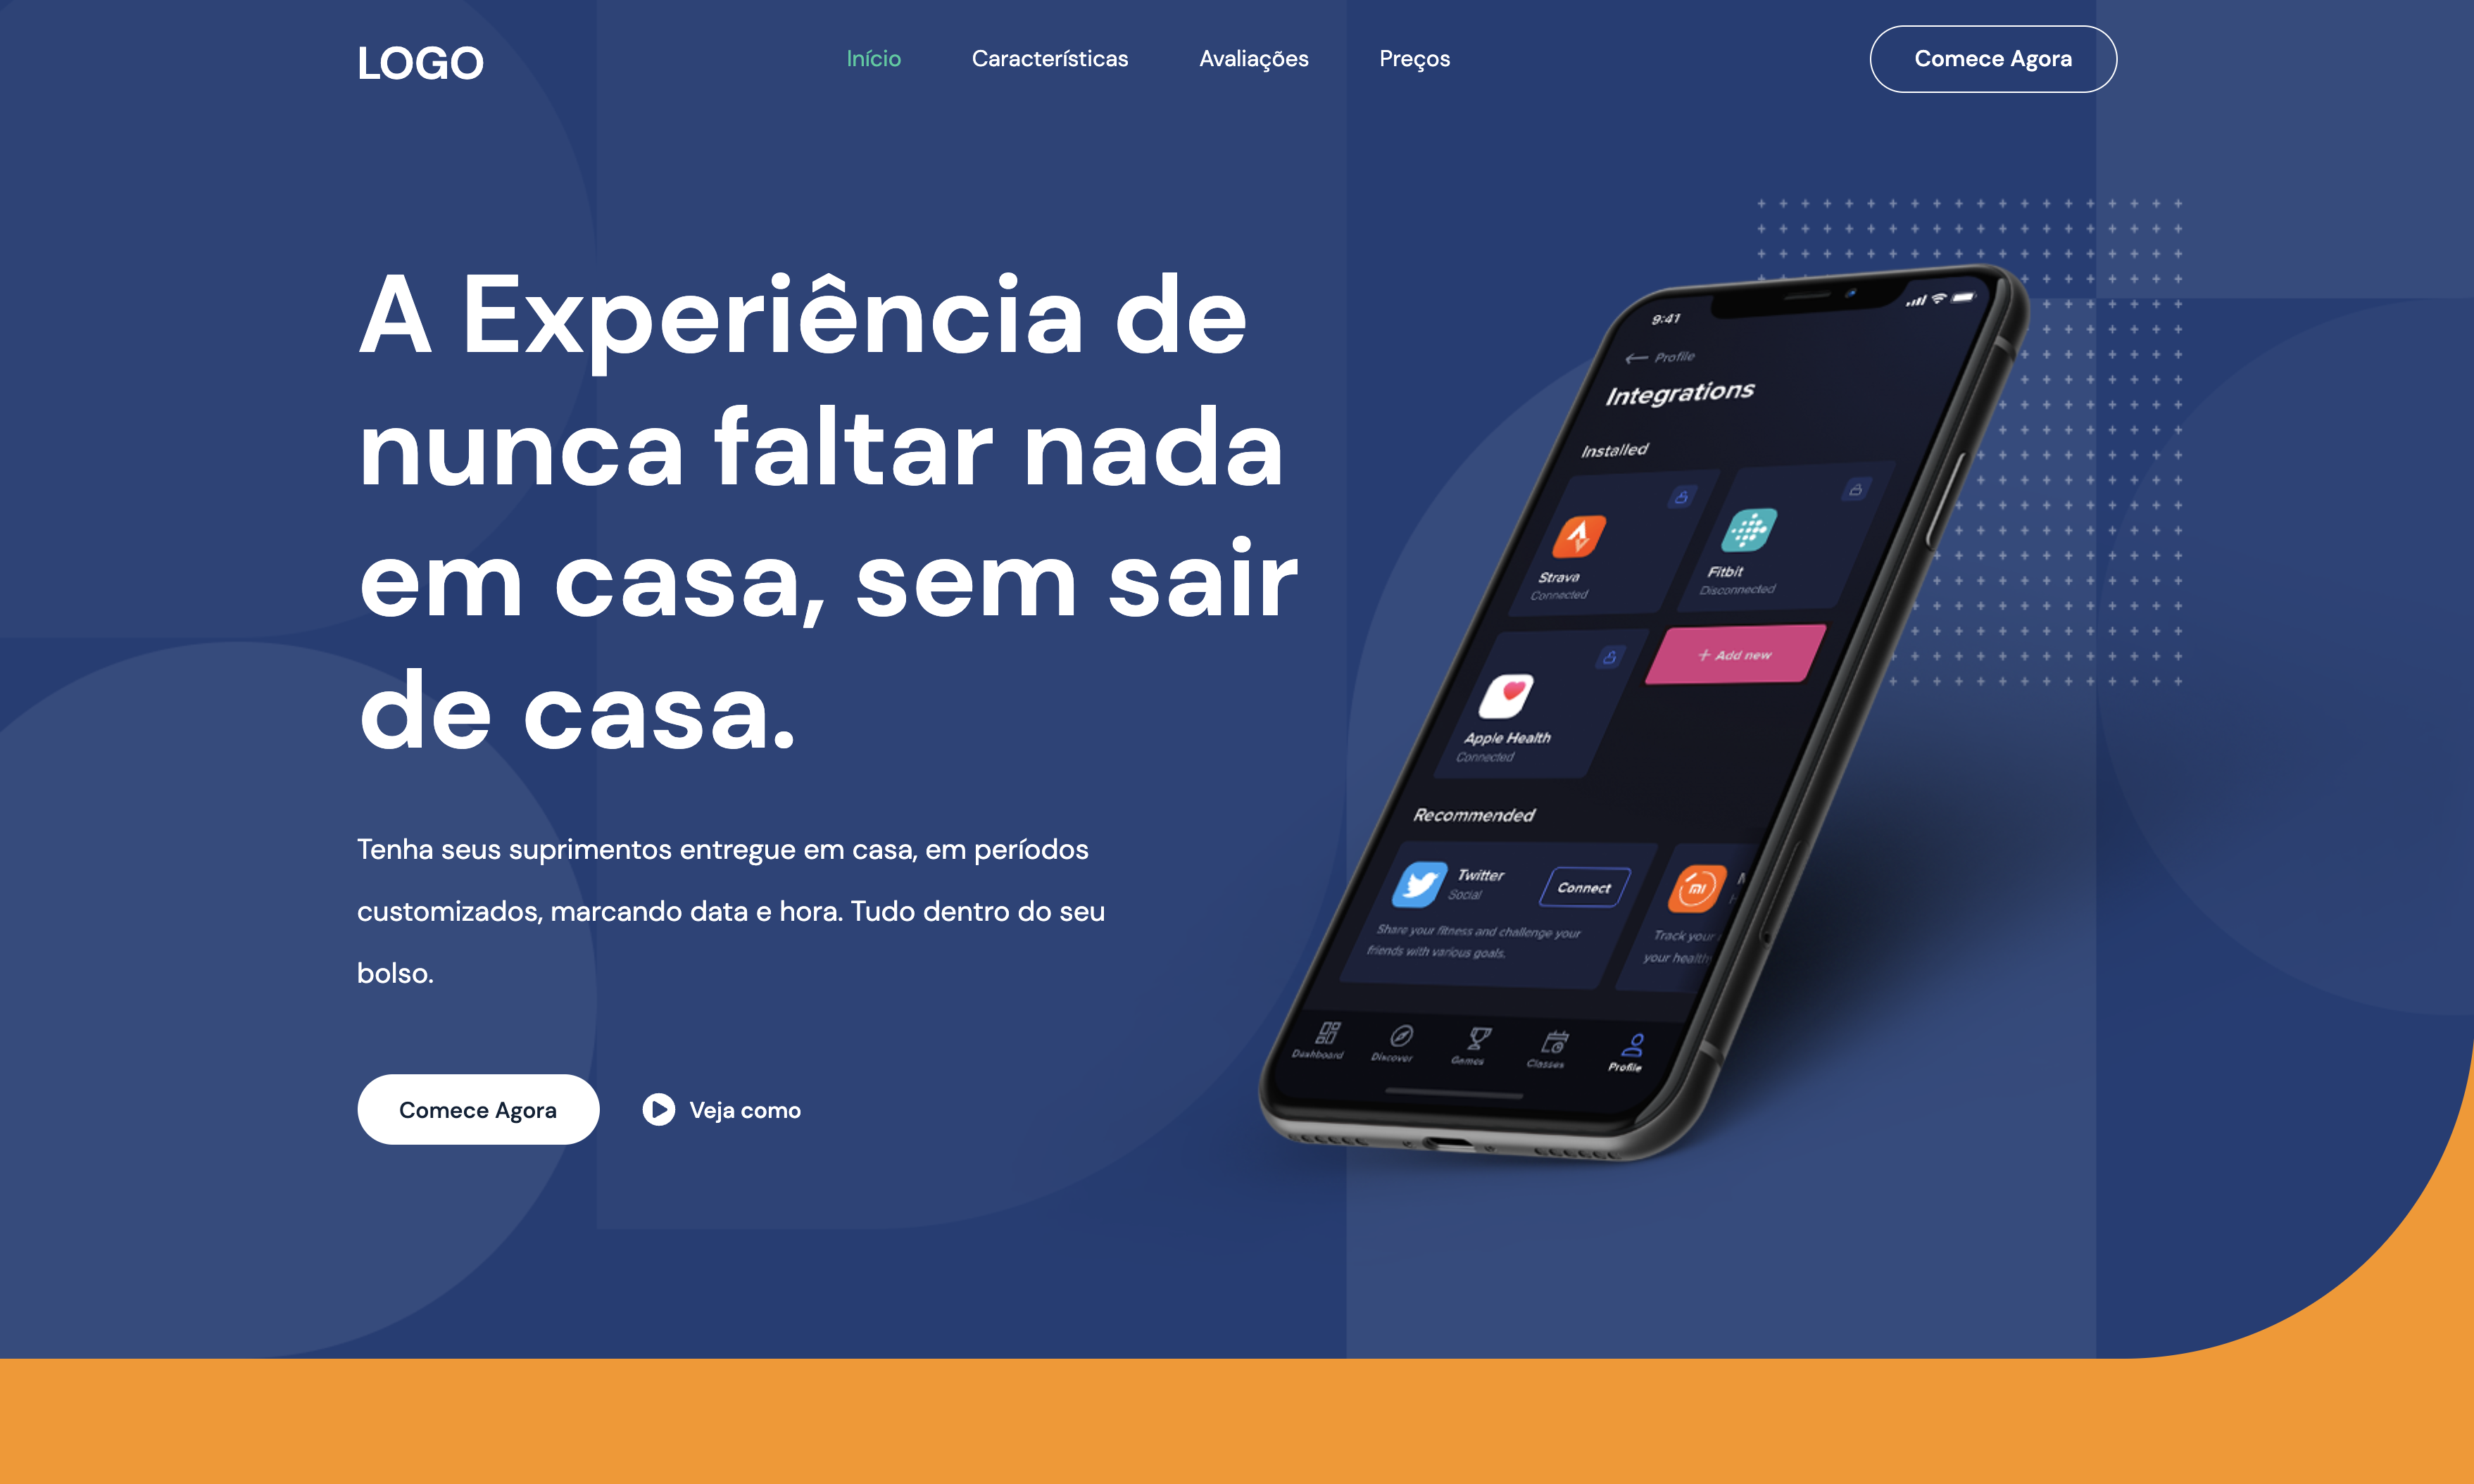 LOGO
Início
Características
Avaliações
Preços
Comece Agora
A Experiência de
nunca faltar nada
em casa, sem sair
de casa.
Tenha seus suprimentos entregue em casa, em períodos
customizados, marcando data e hora. Tudo dentro do seu
bolso.
Comece Agora
Veja como
9:41
Profile
Integrations
Installed
Strava
Connected
Fitbit
Disconnected
+ Add new
Apple Health
Connected
Recommended
Twitter
Social
Connect
Share your fitness and challenge your
friends with various goals.
mi
Track your
your health
Dashboard
Discover
Games
Classes
Profile